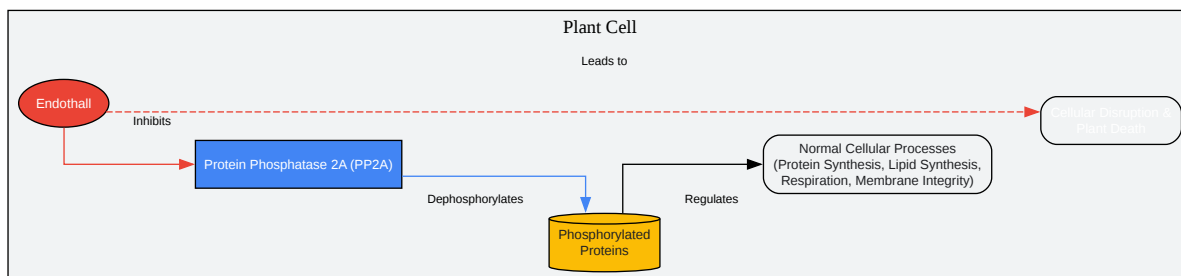 Plant Cell
Leads to
Endothall
Cellular Disruption &
Plant Death
Inhibits
Normal Cellular Processes
(Protein Synthesis, Lipid Synthesis,
Respiration, Membrane Integrity)
Protein Phosphatase 2A (PP2A)
Dephosphorylates
Regulates
Phosphorylated
Proteins